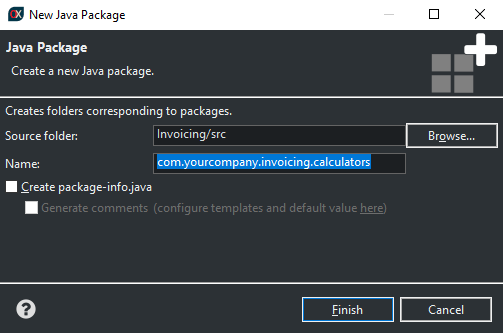 New Java Package
Java Package
Create a new Java package.
Creates folders corresponding to packages.
Source folder: Invoicing/src Browse...
Name: com.yourcompany.invoicing.calculators
Create package-info.java
Generate comments (configure templates and default value here)
? Finish Cancel